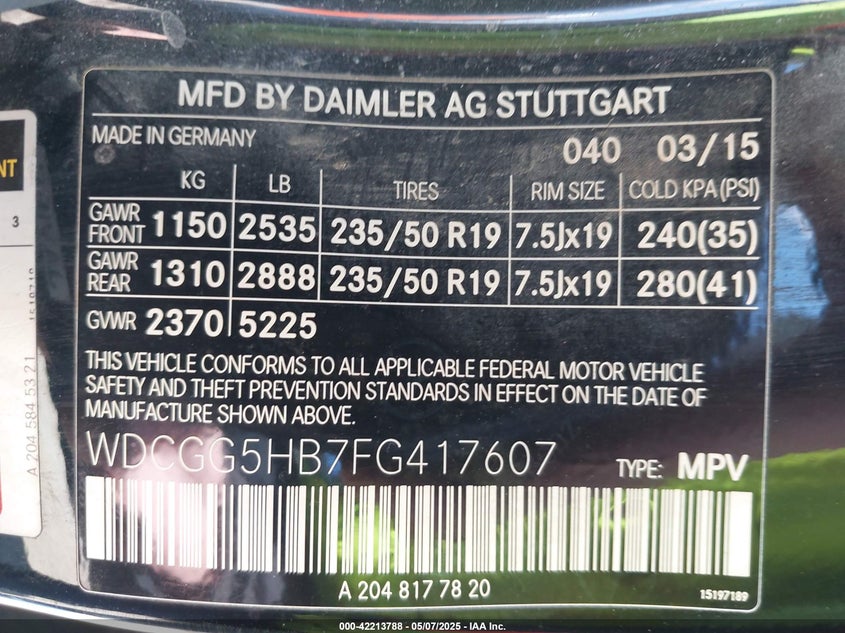 MFD BY DAIMLER AG STUTTGART
MADE IN GERMANY 040 03/15
KG LB TIRES RIM SIZE COLD KPA (PSI)
GAWR FRONT 1150 2535 235/50 R19 7.5Jx19 240(35)
GAWR REAR 1310 2888 235/50 R19 7.5Jx19 280(41)
GVWR 2370 5225
THIS VEHICLE CONFORMS TO ALL APPLICABLE FEDERAL MOTOR VEHICLE
SAFETY AND THEFT PREVENTION STANDARDS IN EFFECT ON THE DATE OF
MANUFACTURE SHOWN ABOVE.
WDCGG5HB7FG417607 TYPE: MPV
A 204 817 78 20 15197189
NT
3
A 204 584 53 21
000-42213788 - 05/07/2025 - IAA Inc.